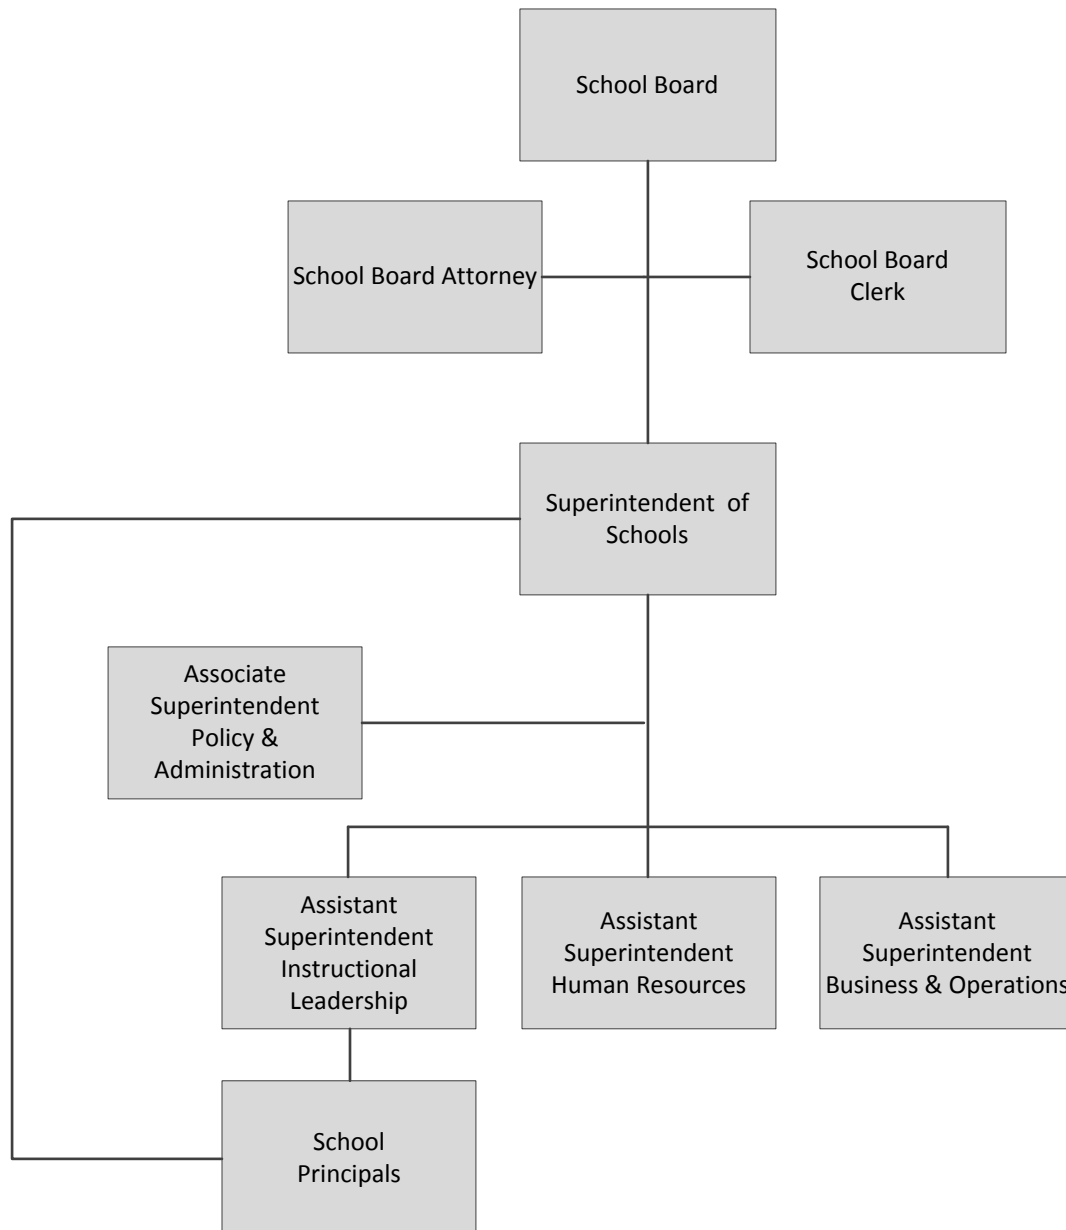 School Board
School Board Attorney
School Board
Clerk
Superintendent  of
Schools
Associate
Superintendent
Policy &
Administration
Assistant
Superintendent
Instructional
Leadership
Assistant
Superintendent
Human Resources
Assistant
Superintendent
Business & Operations
School
Principals